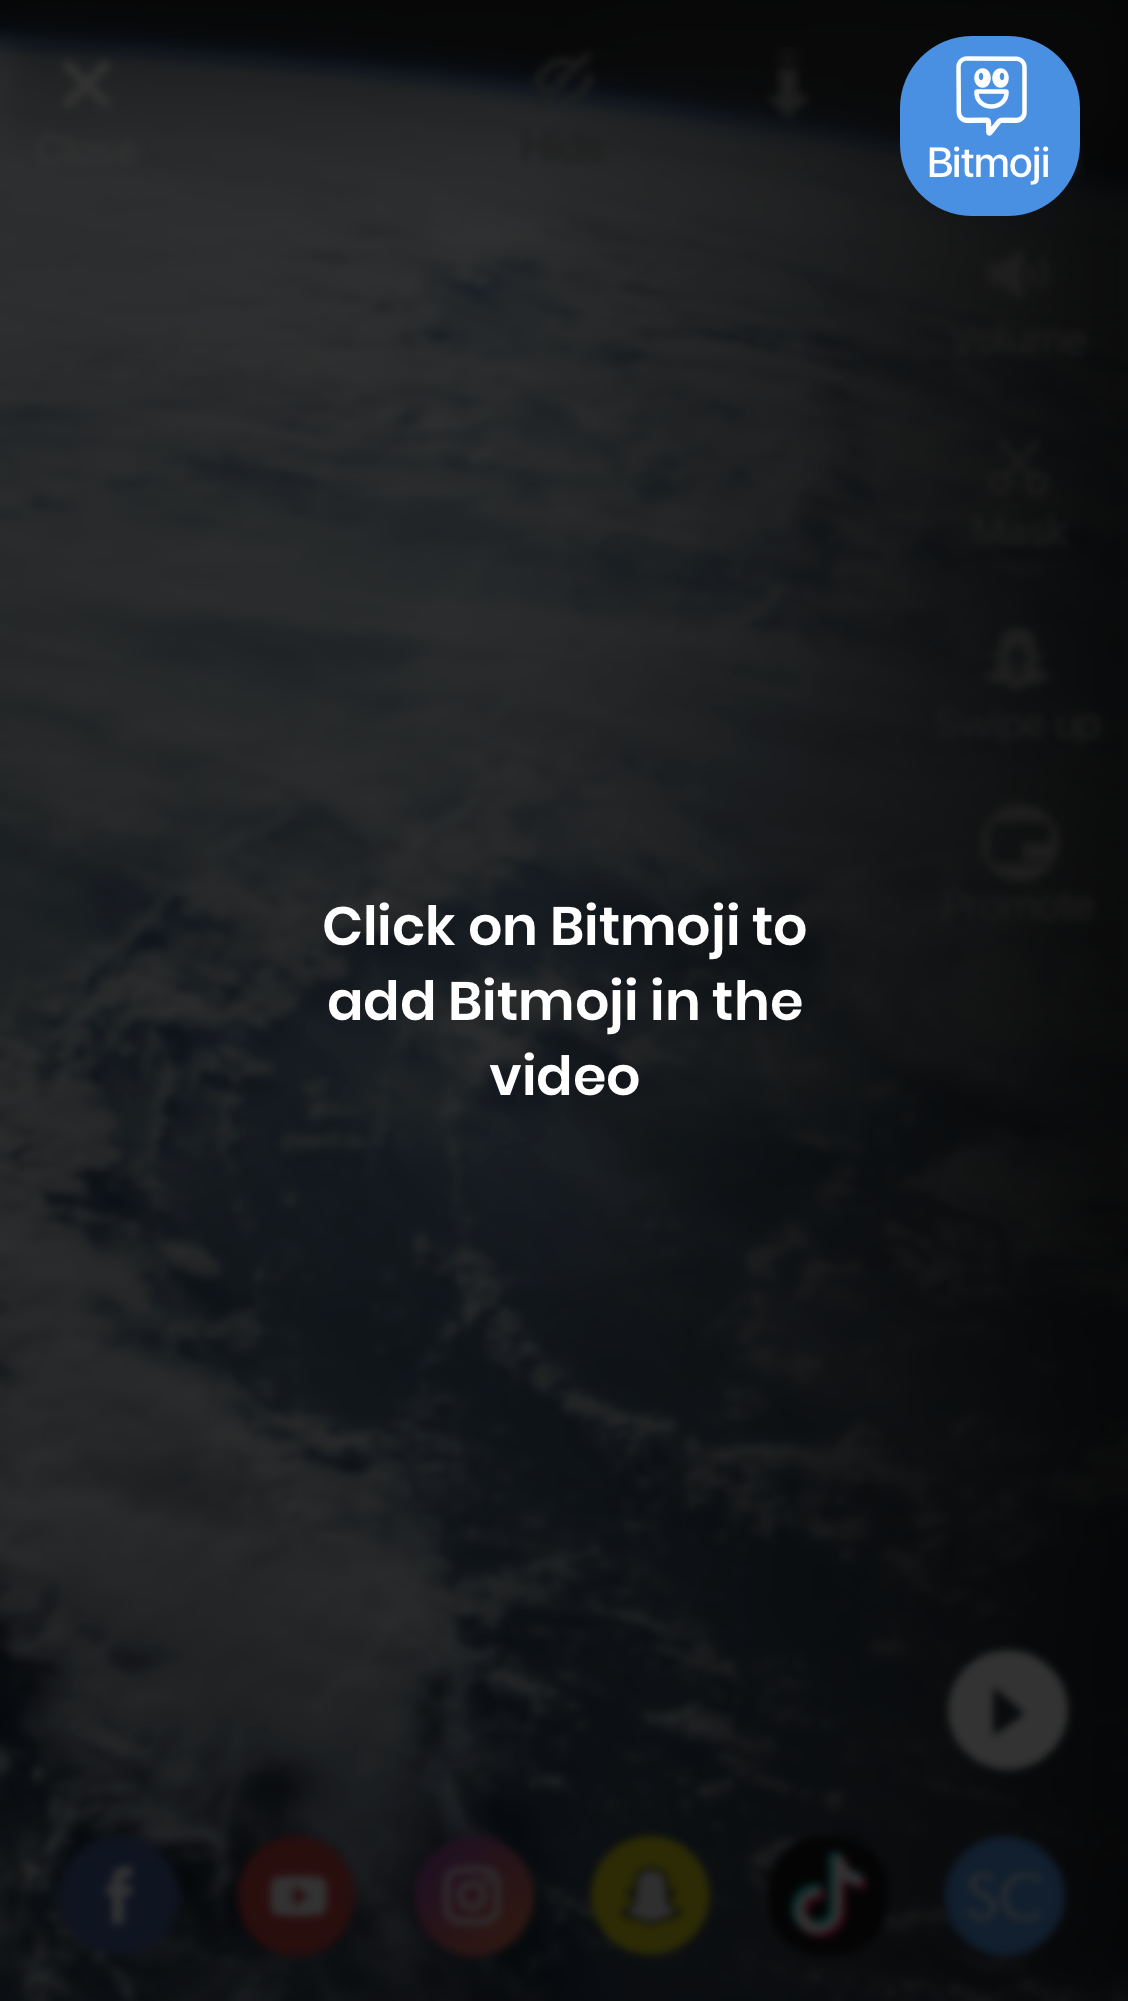 Close
Hide
Bitmoji
Volume
Mask
Swipe up
Promote
Click on Bitmoji to
add Bitmoji in the
video
SC